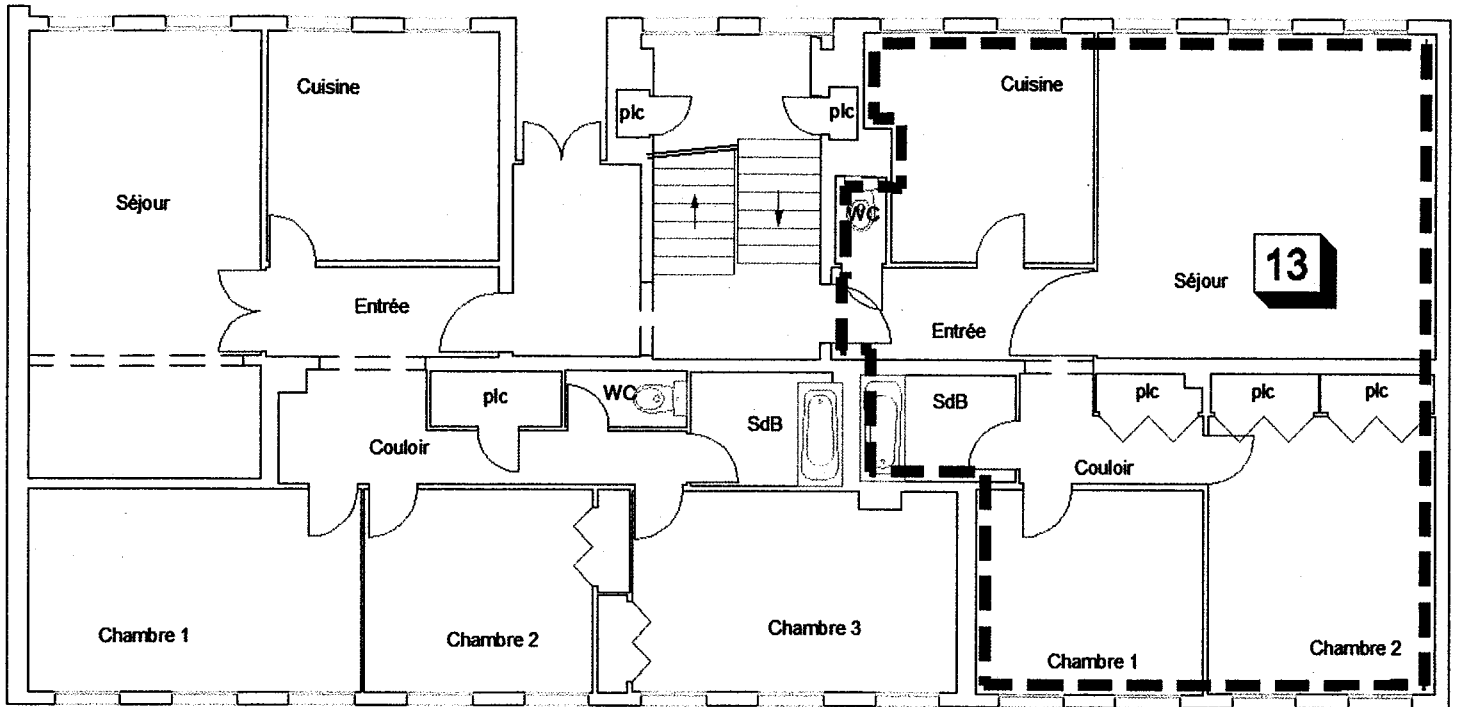 Cuisine
Cuisine
plc
plc
Séjour
WC
13
Séjour
Entrée
Entrée
plc
WC
SdB
SdB
plc
plc
plc
Couloir
Couloir
Chambre 1
Chambre 2
Chambre 3
Chambre 1
Chambre 2